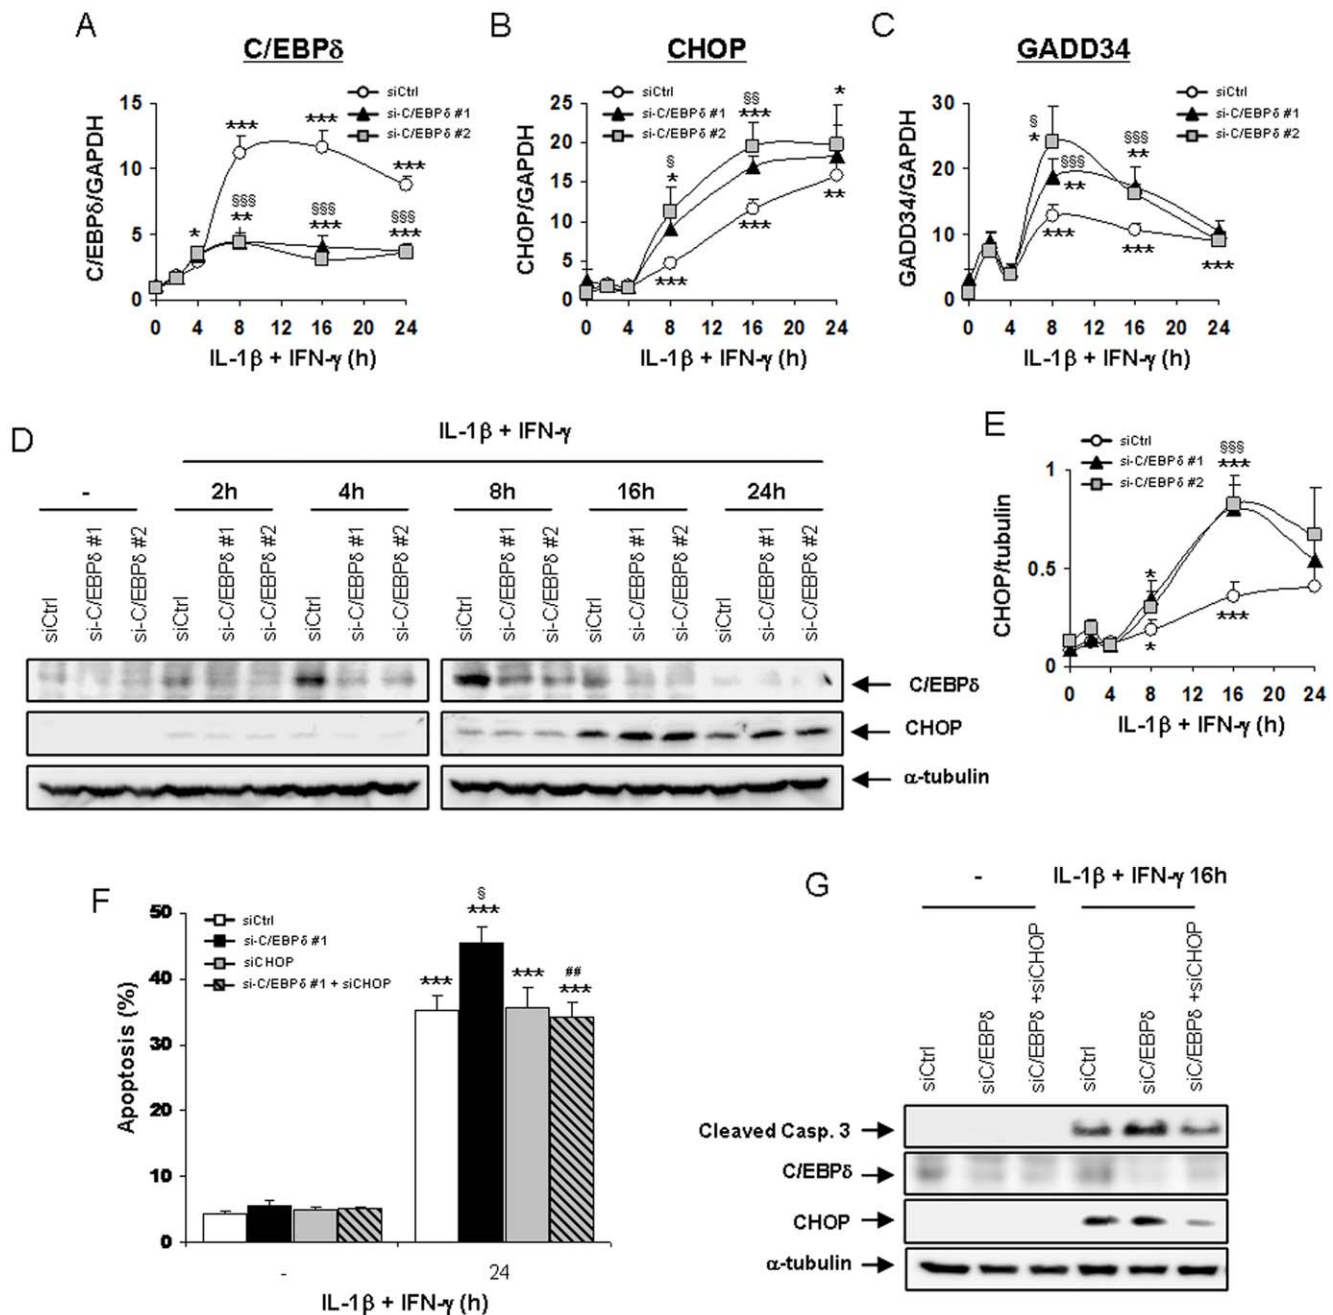 A
C/EBPδ
siCtrl
si-C/EBPδ #1
si-C/EBPδ #2
C/EBPδ/GAPDH
15
10
5
0
*
***
***
***
§§§
**
§§§
***
§§§
***
0 4 8 12 16 20 24
IL-1β + IFN-γ (h)
B
CHOP
siCtrl
si-C/EBPδ #1
si-C/EBPδ #2
CHOP/GAPDH
25
20
15
10
5
0
§
*
§§
***
*
***
***
**
0 4 8 12 16 20 24
IL-1β + IFN-γ (h)
C
GADD34
siCtrl
si-C/EBPδ #1
si-C/EBPδ #2
GADD34/GAPDH
30
20
10
0
§
*
§§§
**
§§§
**
***
***
***
0 4 8 12 16 20 24
IL-1β + IFN-γ (h)
D
IL-1β + IFN-γ
- 2h 4h 8h 16h 24h
siCtrl
si-C/EBPδ #1
si-C/EBPδ #2
siCtrl
si-C/EBPδ #1
si-C/EBPδ #2
siCtrl
si-C/EBPδ #1
si-C/EBPδ #2
siCtrl
si-C/EBPδ #1
si-C/EBPδ #2
siCtrl
si-C/EBPδ #1
si-C/EBPδ #2
siCtrl
si-C/EBPδ #1
si-C/EBPδ #2
C/EBPδ
CHOP
α-tubulin
E
siCtrl
si-C/EBPδ #1
si-C/EBPδ #2
CHOP/tubulin
1
0.5
0
*
*
§§§
***
***
0 4 8 12 16 20 24
IL-1β + IFN-γ (h)
F
siCtrl
si-C/EBPδ #1
siCHOP
si-C/EBPδ #1 + siCHOP
Apoptosis (%)
50
40
30
20
10
0
***
§
***
***
##
***
- 24
IL-1β + IFN-γ (h)
G
- IL-1β + IFN-γ 16h
siCtrl
siC/EBPδ
siC/EBPδ +siCHOP
siCtrl
siC/EBPδ
siC/EBPδ +siCHOP
Cleaved Casp. 3
C/EBPδ
CHOP
α-tubulin